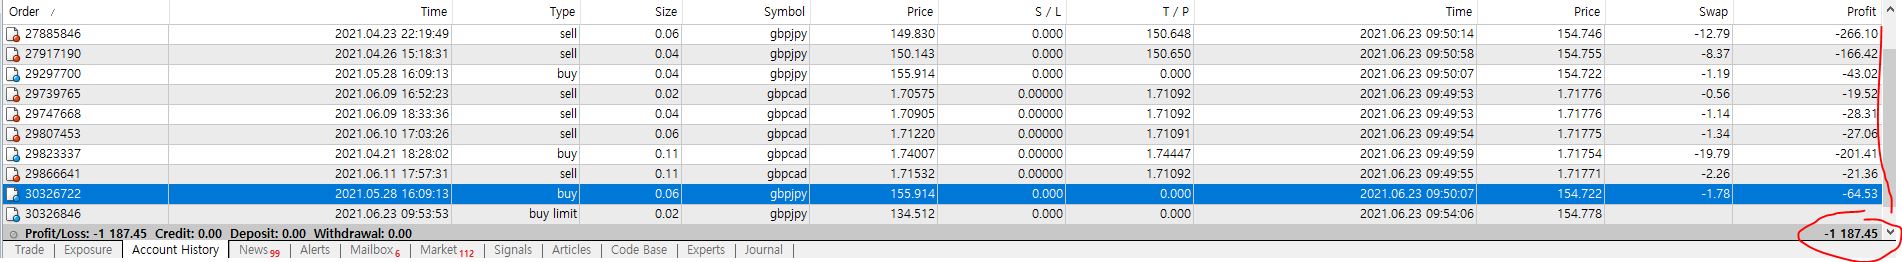 Order / Time Type Size Symbol Price S / L T / P Time Price Swap Profit
27885846 2021.04.23 22:19:49 sell 0.06 gbpjpy 149.830 0.000 150.648 2021.06.23 09:50:14 154.746 -12.79 -266.10
27917190 2021.04.26 15:18:31 sell 0.04 gbpjpy 150.143 0.000 150.650 2021.06.23 09:50:58 154.755 -8.37 -166.42
29297700 2021.05.28 16:09:13 buy 0.04 gbpjpy 155.914 0.000 0.000 2021.06.23 09:50:07 154.722 -1.19 -43.02
29739765 2021.06.09 16:52:23 sell 0.02 gbpcad 1.70575 0.00000 1.71092 2021.06.23 09:49:53 1.71776 -0.56 -19.52
29747668 2021.06.09 18:33:36 sell 0.04 gbpcad 1.70905 0.00000 1.71092 2021.06.23 09:49:53 1.71776 -1.14 -28.31
29807453 2021.06.10 17:03:26 sell 0.06 gbpcad 1.71220 0.00000 1.71091 2021.06.23 09:49:54 1.71775 -1.34 -27.06
29823337 2021.04.21 18:28:02 buy 0.11 gbpcad 1.74007 0.00000 1.74447 2021.06.23 09:49:59 1.71754 -19.79 -201.41
29866641 2021.06.11 17:57:31 sell 0.11 gbpcad 1.71532 0.00000 1.71092 2021.06.23 09:49:55 1.71771 -2.26 -21.36
30326722 2021.05.28 16:09:13 buy 0.06 gbpjpy 155.914 0.000 0.000 2021.06.23 09:50:07 154.722 -1.78 -64.53
30326846 2021.06.23 09:53:53 buy limit 0.02 gbpjpy 134.512 0.000 0.000 2021.06.23 09:54:06 154.778
Profit/Loss: -1 187.45 Credit: 0.00 Deposit: 0.00 Withdrawal: 0.00 -1 187.45
Trade Exposure Account History News 99 Alerts Mailbox 6 Market 112 Signals Articles Code Base Experts Journal